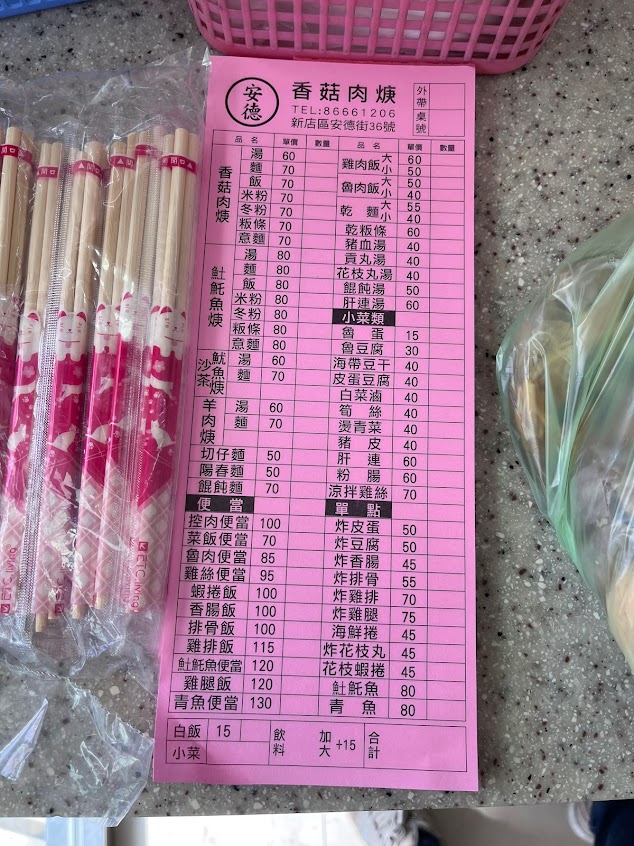 安德
香菇肉焿
TEL:86661206
新店區安德街36號
外帶 桌號
品名 單價 數量
香菇肉焿
湯 60
麵 70
飯 70
米粉 70
冬粉 70
粄條 70
意麵 70
𩵚魠魚焿
湯 80
麵 80
飯 80
米粉 80
冬粉 80
粄條 80
意麵 80
沙茶魷魚焿
湯 60
麵 70
羊肉焿
湯 60
麵 70
切仔麵 50
陽春麵 50
餛飩麵 70
便當
控肉便當 100
菜飯便當 70
魯肉便當 85
雞絲便當 95
蝦捲飯 100
香腸飯 100
排骨飯 100
雞排飯 115
𩵚魠魚便當 120
雞腿飯 120
青魚便當 130
品名 單價 數量
雞肉飯 大 60
小 50
魯肉飯 大 50
小 40
乾麵 大 55
小 40
乾粄條 60
豬血湯 40
貢丸湯 40
花枝丸湯 40
餛飩湯 50
肝連湯 60
小菜類
魯蛋 15
魯豆腐 30
海帶豆干 40
皮蛋豆腐 40
白菜滷 40
筍絲 40
燙青菜 40
豬皮 40
肝連 60
粉腸 60
涼拌雞絲 70
單點
炸皮蛋 50
炸豆腐 50
炸香腸 45
炸排骨 55
炸雞排 70
炸雞腿 75
海鮮捲 45
炸花枝丸 45
花枝蝦捲 45
𩵚魠魚 80
青魚 80
白飯 15
小菜
飲料
加大 +15
合計
開口